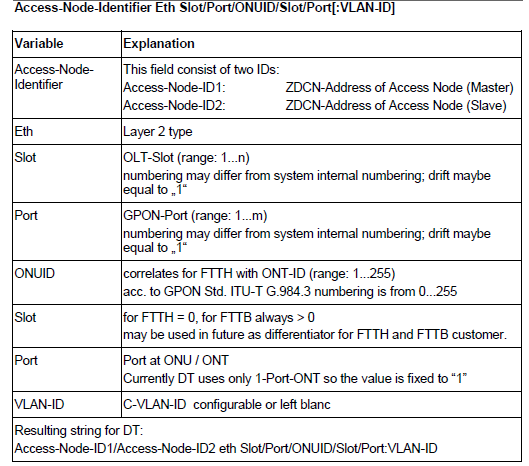 Access-Node-Identifier Eth Slot/Port/ONUID/Slot/Port[:VLAN-ID]
Variable Explanation
Access-Node-Identifier This field consist of two IDs:
Access-Node-ID1: ZDCN-Address of Access Node (Master)
Access-Node-ID2: ZDCN-Address of Access Node (Slave)
Eth Layer 2 type
Slot OLT-Slot (range: 1...n)
numbering may differ from system internal numbering; drift maybe
equal to „1“
Port GPON-Port (range: 1...m)
numbering may differ from system internal numbering; drift maybe
equal to „1“
ONUID correlates for FTTH with ONT-ID (range: 1...255)
acc. to GPON Std. ITU-T G.984.3 numbering is from 0...255
Slot for FTTH = 0, for FTTB always > 0
may be used in future as differentiator for FTTH and FTTB customer.
Port Port at ONU / ONT
Currently DT uses only 1-Port-ONT so the value is fixed to “1”
VLAN-ID C-VLAN-ID configurable or left blanc
Resulting string for DT:
Access-Node-ID1/Access-Node-ID2 eth Slot/Port/ONUID/Slot/Port:VLAN-ID